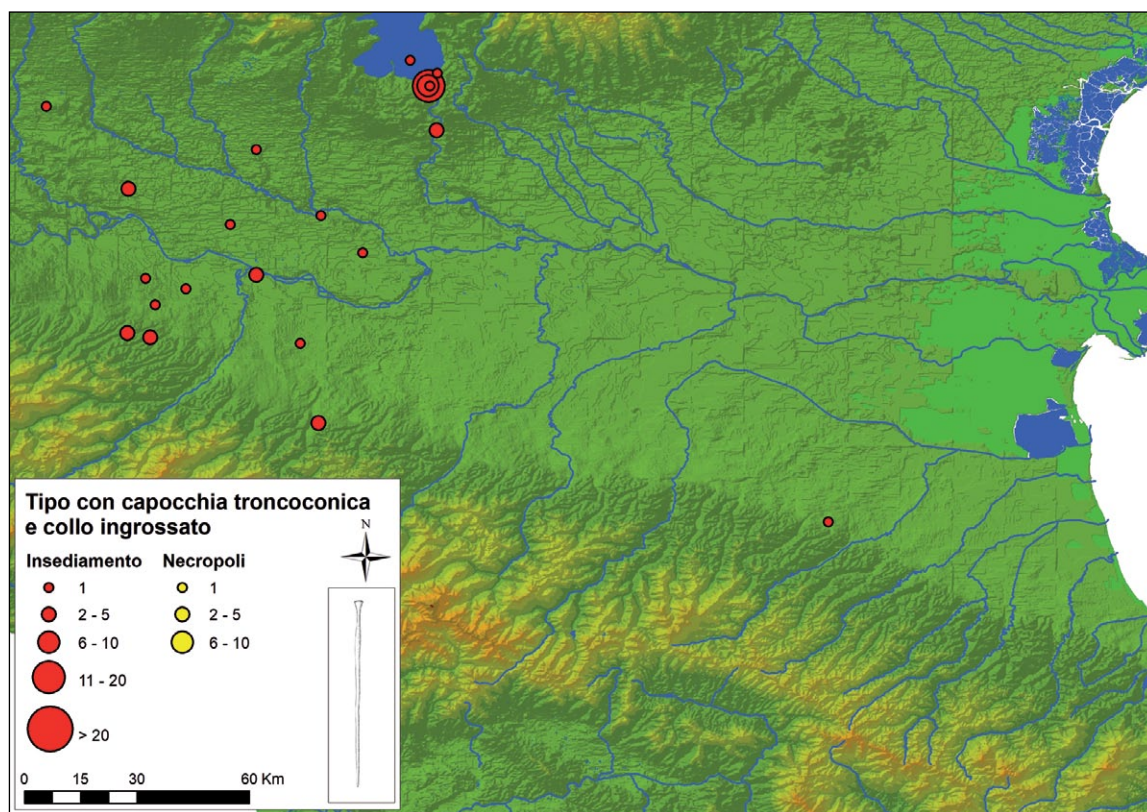 Tipo con capocchia troncoconica
e collo ingrossato
Insediamento Necropoli
N
1 1
2 - 5 2 - 5
6 - 10 6 - 10
11 - 20
> 20
0 15 30 60 Km